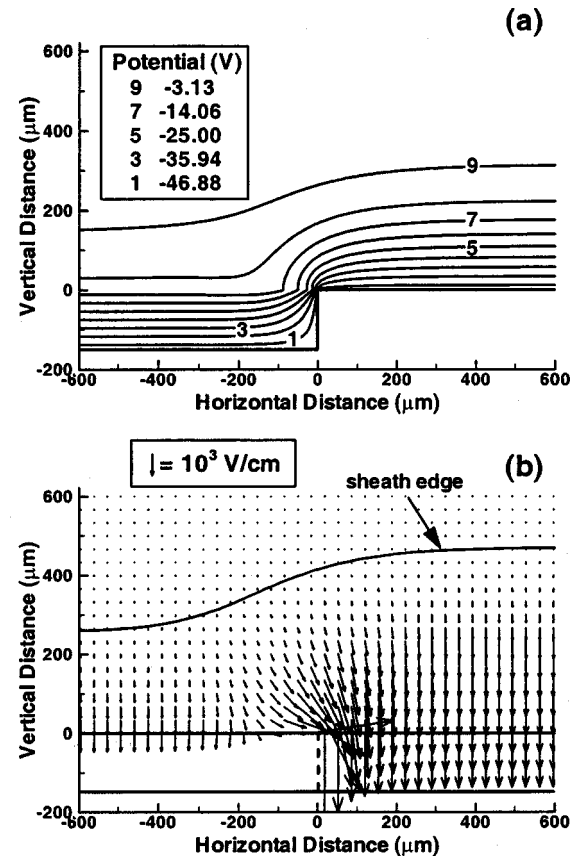 (a)
600
400
200
0
-200
Vertical Distance (µm)
Potential (V)
9 -3.13
7 -14.06
5 -25.00
3 -35.94
1 -46.88
9
7
5
3
1
-600 -400 -200 0 200 400 600
Horizontal Distance (µm)
↓= 10³ V/cm
(b)
sheath edge
600
400
200
0
-200
Vertical Distance (µm)
-600 -400 -200 0 200 400 600
Horizontal Distance (µm)